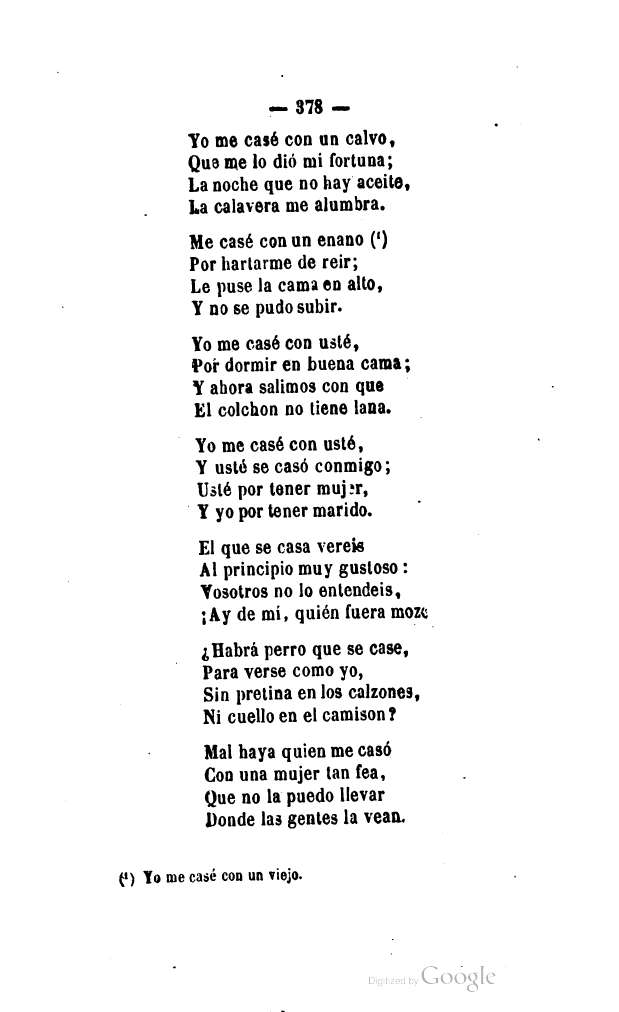 — 378 —
Yo me casé con un calvo,
Que me lo dió mi fortuna;
La noche que no hay aceite,
La calavera me alumbra.
Me casé con un enano (¹)
Por hartarme de reir;
Le puse la cama en alto,
Y no se pudo subir.
Yo me casé con usté,
Por dormir en buena cama;
Y ahora salimos con que
El colchon no tiene lana.
Yo me casé con usté,
Y usté se casó conmigo;
Usté por tener mujer,
Y yo por tener marido.
El que se casa vereis
Al principio muy gustoso:
Vosotros no lo entendeis,
¡Ay de mí, quién fuera mozo
¿Habrá perro que se case,
Para verse como yo,
Sin pretina en los calzones,
Ni cuello en el camison?
Mal haya quien me casó
Con una mujer tan fea,
Que no la puedo llevar
Donde las gentes la vean.
(¹) Yo me casé con un viejo.
Digitized by Google